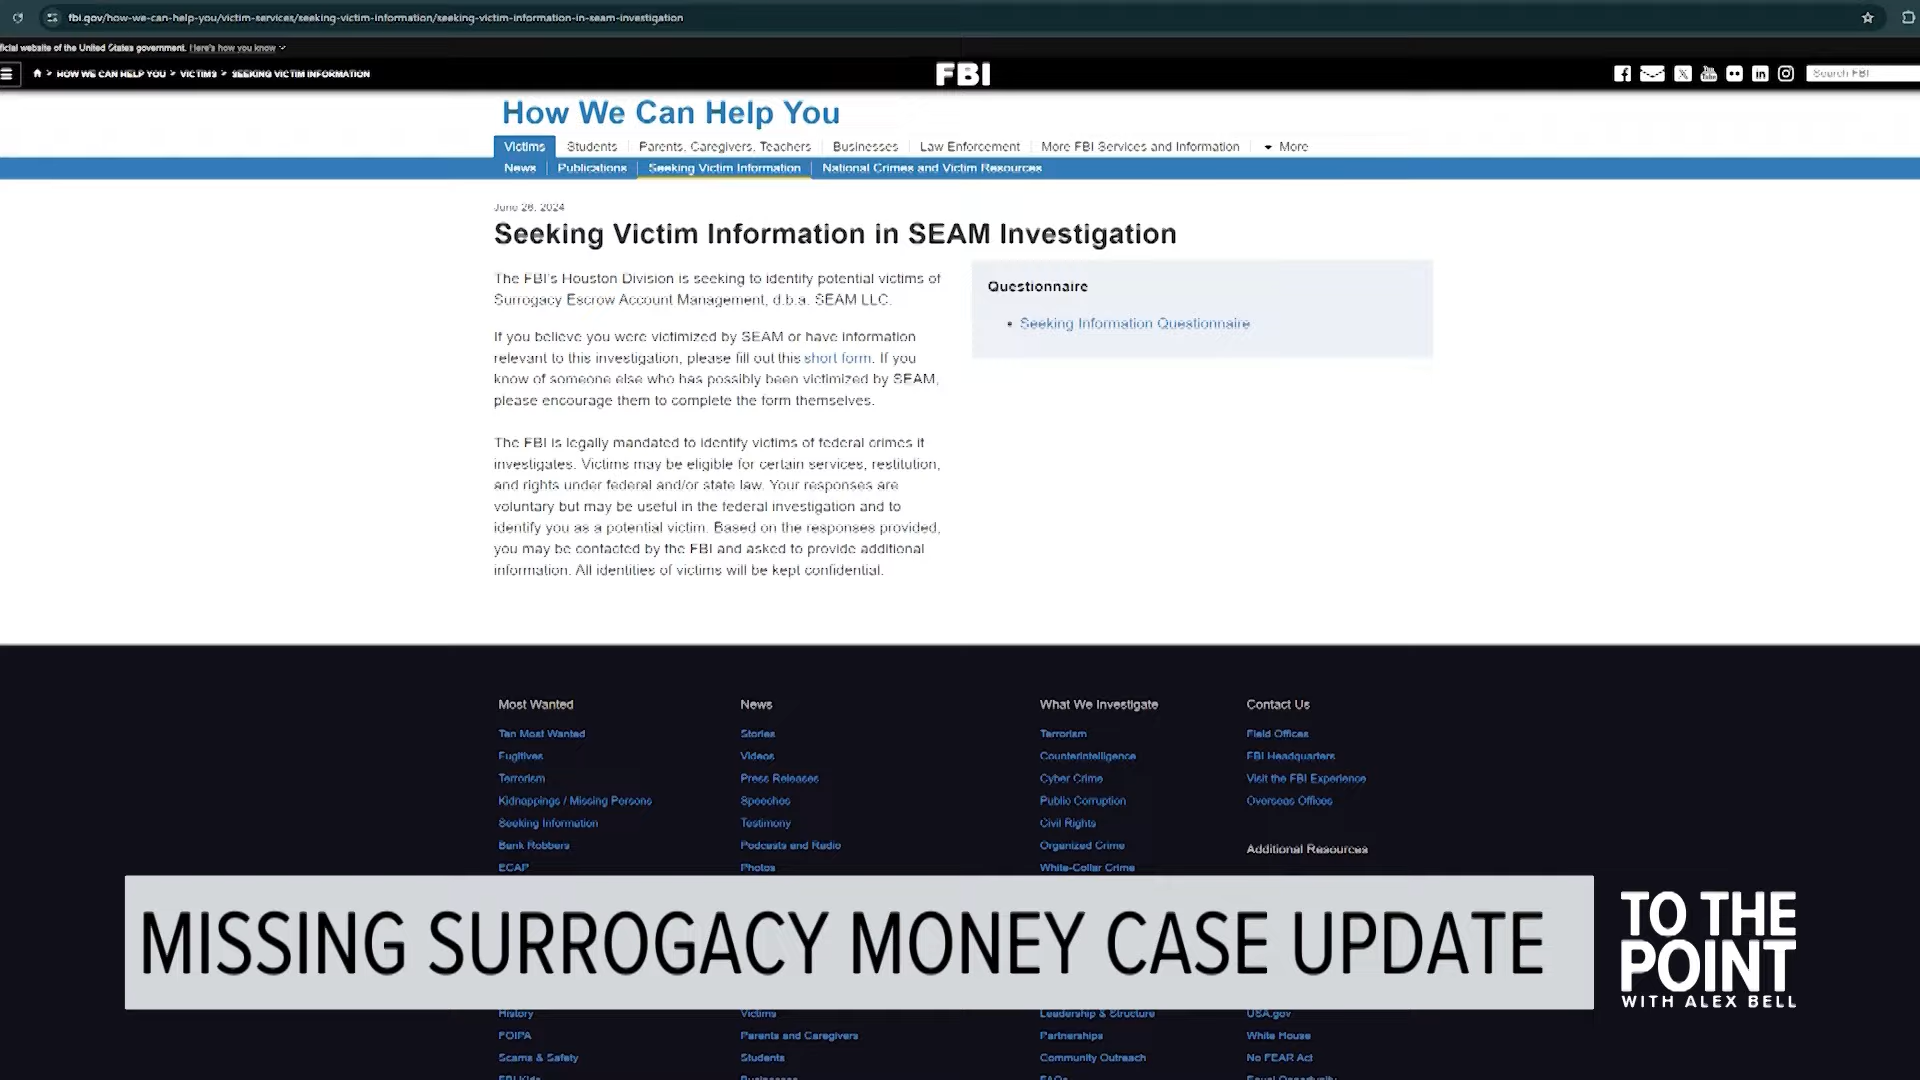 fbi.gov/how-we-can-help-you/victim-services/seeking-victim-information/seeking-victim-information-in-seam-investigation
ficial website of the United States government. Here's how you know
> HOW WE CAN HELP YOU > VICTIMS > SEEKING VICTIM INFORMATION
FBI
Search FBI
How We Can Help You
Victims Students Parents, Caregivers, Teachers Businesses Law Enforcement More FBI Services and Information More
News Publications Seeking Victim Information National Crimes and Victim Resources
June 26, 2024
Seeking Victim Information in SEAM Investigation
The FBI's Houston Division is seeking to identify potential victims of
Surrogacy Escrow Account Management, d.b.a. SEAM LLC.
If you believe you were victimized by SEAM or have information
relevant to this investigation, please fill out this short form. If you
know of someone else who has possibly been victimized by SEAM,
please encourage them to complete the form themselves.
The FBI is legally mandated to identify victims of federal crimes it
investigates. Victims may be eligible for certain services, restitution,
and rights under federal and/or state law. Your responses are
voluntary but may be useful in the federal investigation and to
identify you as a potential victim. Based on the responses provided,
you may be contacted by the FBI and asked to provide additional
information. All identities of victims will be kept confidential.
Questionnaire
• Seeking Information Questionnaire
Most Wanted
Ten Most Wanted
Fugitives
Terrorism
Kidnappings / Missing Persons
Seeking Information
Bank Robbers
ECAP
News
Stories
Videos
Press Releases
Speeches
Testimony
Podcasts and Radio
Photos
What We Investigate
Terrorism
Counterintelligence
Cyber Crime
Public Corruption
Civil Rights
Organized Crime
White-Collar Crime
Contact Us
Field Offices
FBI Headquarters
Visit the FBI Experience
Overseas Offices
Additional Resources
MISSING SURROGACY MONEY CASE UPDATE
TO THE
POINT
WITH ALEX BELL
History
FOIPA
Scams & Safety
FBI Kids
Victims
Parents and Caregivers
Students
Businesses
Leadership & Structure
Partnerships
Community Outreach
FAQs
USA.gov
White House
No FEAR Act
Equal Opportunity